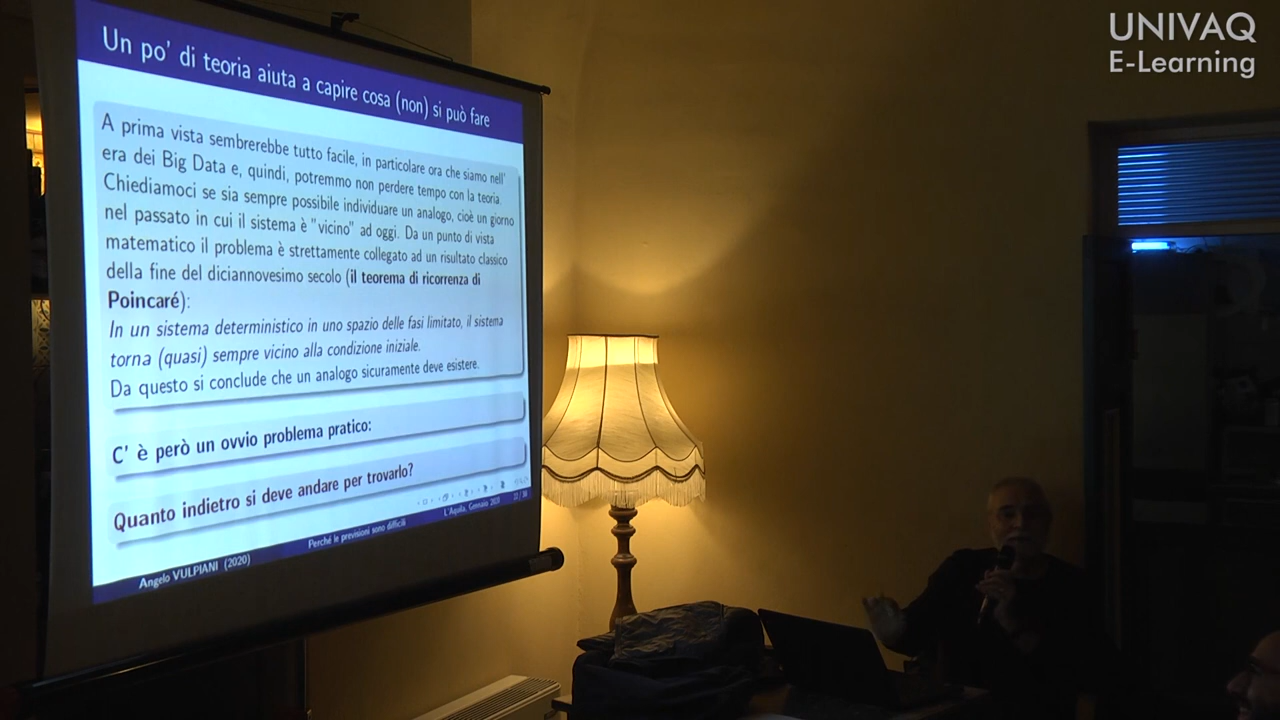 UNIVAQ
E-Learning
Un po' di teoria aiuta a capire cosa (non) si può fare
A prima vista sembrerebbe tutto facile, in particolare ora che siamo nell'
era dei Big Data e, quindi, potremmo non perdere tempo con la teoria.
Chiediamoci se sia sempre possibile individuare un analogo, cioè un giorno
nel passato in cui il sistema è "vicino" ad oggi. Da un punto di vista
matematico il problema è strettamente collegato ad un risultato classico
della fine del diciannovesimo secolo (il teorema di ricorrenza di
Poincaré):
In un sistema deterministico in uno spazio delle fasi limitato, il sistema
torna (quasi) sempre vicino alla condizione iniziale.
Da questo si conclude che un analogo sicuramente deve esistere.
C' è però un ovvio problema pratico:
Quanto indietro si deve andare per trovarlo?
Angelo VULPIANI (2020)
Perché le previsioni sono difficili
L'Aquila, Gennaio 2020